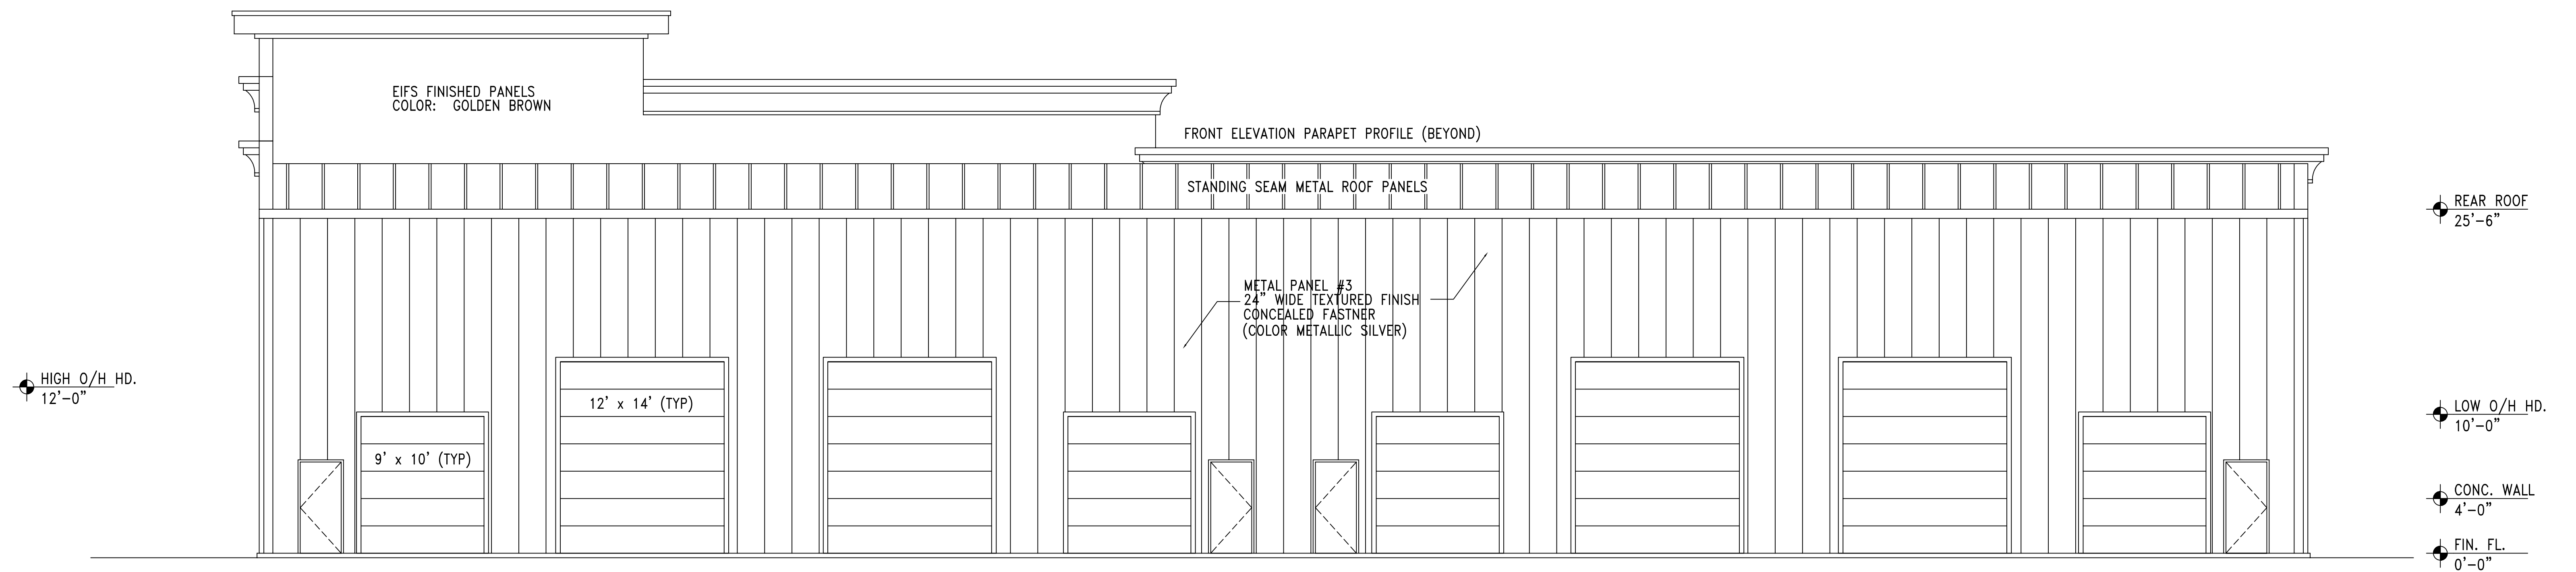 EIFS FINISHED PANELS
COLOR: GOLDEN BROWN
FRONT ELEVATION PARAPET PROFILE (BEYOND)
STANDING SEAM METAL ROOF PANELS
REAR ROOF
25'-6"
METAL PANEL #3
24" WIDE TEXTURED FINISH
CONCEALED FASTNER
(COLOR METALLIC SILVER)
HIGH O/H HD.
12'-0"
12' x 14' (TYP)
9' x 10' (TYP)
LOW O/H HD.
10'-0"
CONC. WALL
4'-0"
FIN. FL.
0'-0"